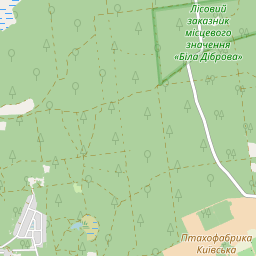 Лісовий
заказник
місцевого
значення
«Біла Діброва»
Птахофабрика
Київська